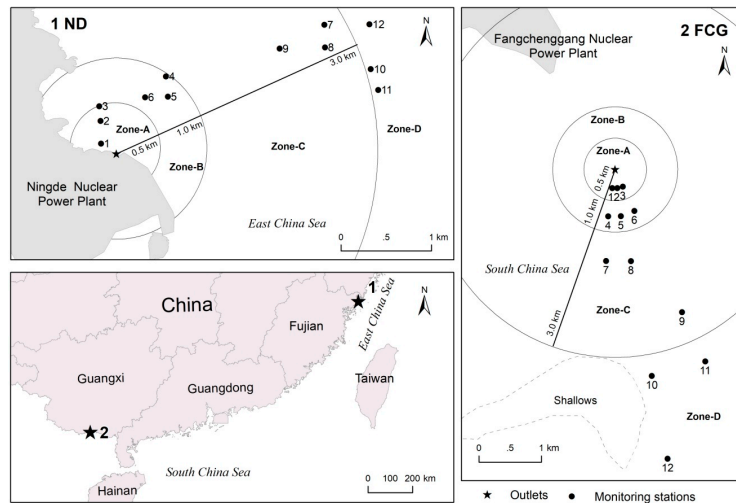 1 ND
N
7
12
9
8
3.0 km
10
11
4
6
5
3
2
1
Zone-A
0.5 km
1.0 km
Zone-B
Zone-C
Zone-D
Ningde Nuclear
Power Plant
East China Sea
0 .5 1 km
China
1
N
East China Sea
Fujian
Taiwan
Guangxi
Guangdong
2
South China Sea
Hainan
0 100 200 km
2 FCG
Fangchenggang Nuclear
Power Plant
N
Zone-B
Zone-A
0.5 km
123
1.0 km
4 5 6
7 8
South China Sea
3.0 km
Zone-C
9
10
11
Shallows
Zone-D
12
0 .5 1 km
Outlets
Monitoring stations